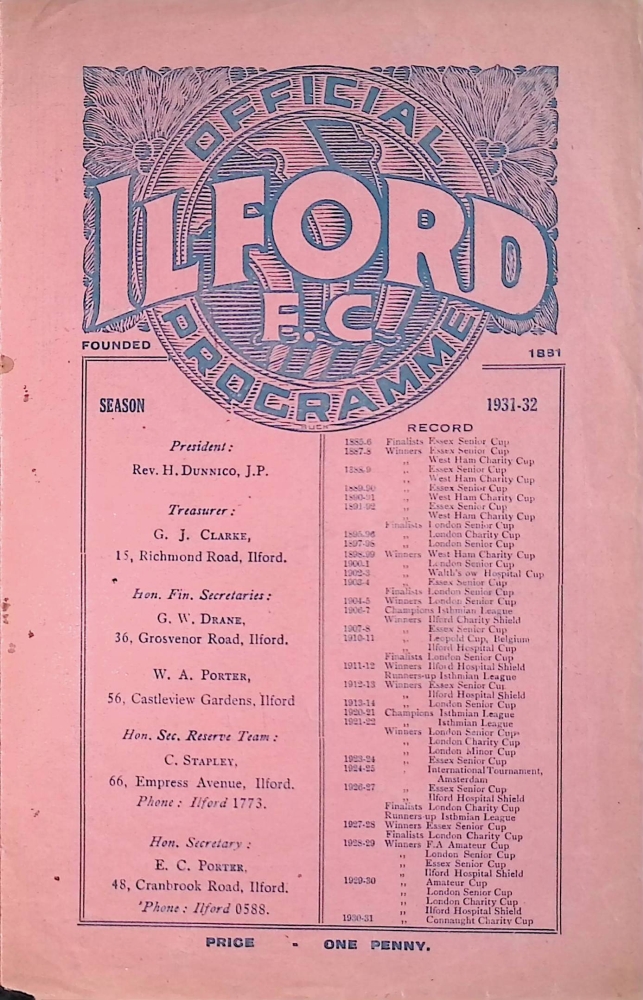 OFFICIAL
ILFORD
F.C
PROGRAMME
FOUNDED 1881
SEASON 1931-32
President:
Rev. H. DUNNICO, J.P.
Treasurer:
G. J. CLARKE,
15, Richmond Road, Ilford.
Hon. Fin. Secretaries:
G. W. DRANE,
36, Grosvenor Road, Ilford.
W. A. PORTER,
56, Castleview Gardens, Ilford
Hon. Sec. Reserve Team:
C. STAPLEY,
66, Empress Avenue, Ilford.
Phone: Ilford 1773.
Hon. Secretary:
E. C. PORTER,
48, Cranbrook Road, Ilford.
'Phone: Ilford 0588.
RECORD
1885-6 Finalists Essex Senior Cup
1887-8 Winners Essex Senior Cup
,, West Ham Charity Cup
1888-9 ,, Essex Senior Cup
,, West Ham Charity Cup
1889-90 ,, Essex Senior Cup
1890-91 ,, West Ham Charity Cup
1891-92 ,, Essex Senior Cup
,, West Ham Charity Cup
Finalists London Senior Cup
1895-96 ,, London Charity Cup
1897-98 ,, London Senior Cup
1898-99 Winners West Ham Charity Cup
1900-1 ,, London Senior Cup
1902-3 ,, Walth's'ow Hospital Cup
1903-4 ,, Essex Senior Cup
Finalists London Senior Cup
1904-5 Winners London Senior Cup
1906-7 Champions Isthmian League
Winners Ilford Charity Shield
1907-8 ,, Essex Senior Cup
1910-11 ,, Leopold Cup, Belgium
,, Ilford Hospital Cup
Finalists London Senior Cup
1911-12 Winners Ilford Hospital Shield
Runners-up Isthmian League
1912-13 Winners Essex Senior Cup
,, Ilford Hospital Shield
1913-14 ,, London Senior Cup
1920-21 Champions Isthmian League
1921-22 ,, Isthmian League
Winners London Senior Cup
,, London Charity Cup
,, London Minor Cup
1923-24 ,, Essex Senior Cup
1924-25 ,, International Tournament,
Amsterdam
1926-27 ,, Essex Senior Cup
,, Ilford Hospital Shield
Finalists London Charity Cup
Runners-up Isthmian League
1927-28 Winners Essex Senior Cup
Finalists London Charity Cup
1928-29 Winners F.A Amateur Cup
,, London Senior Cup
,, Essex Senior Cup
,, Ilford Hospital Shield
1929-30 ,, Amateur Cup
,, London Senior Cup
,, London Charity Cup
,, Ilford Hospital Shield
1930-31 ,, Connaught Charity Cup
PRICE - ONE PENNY.